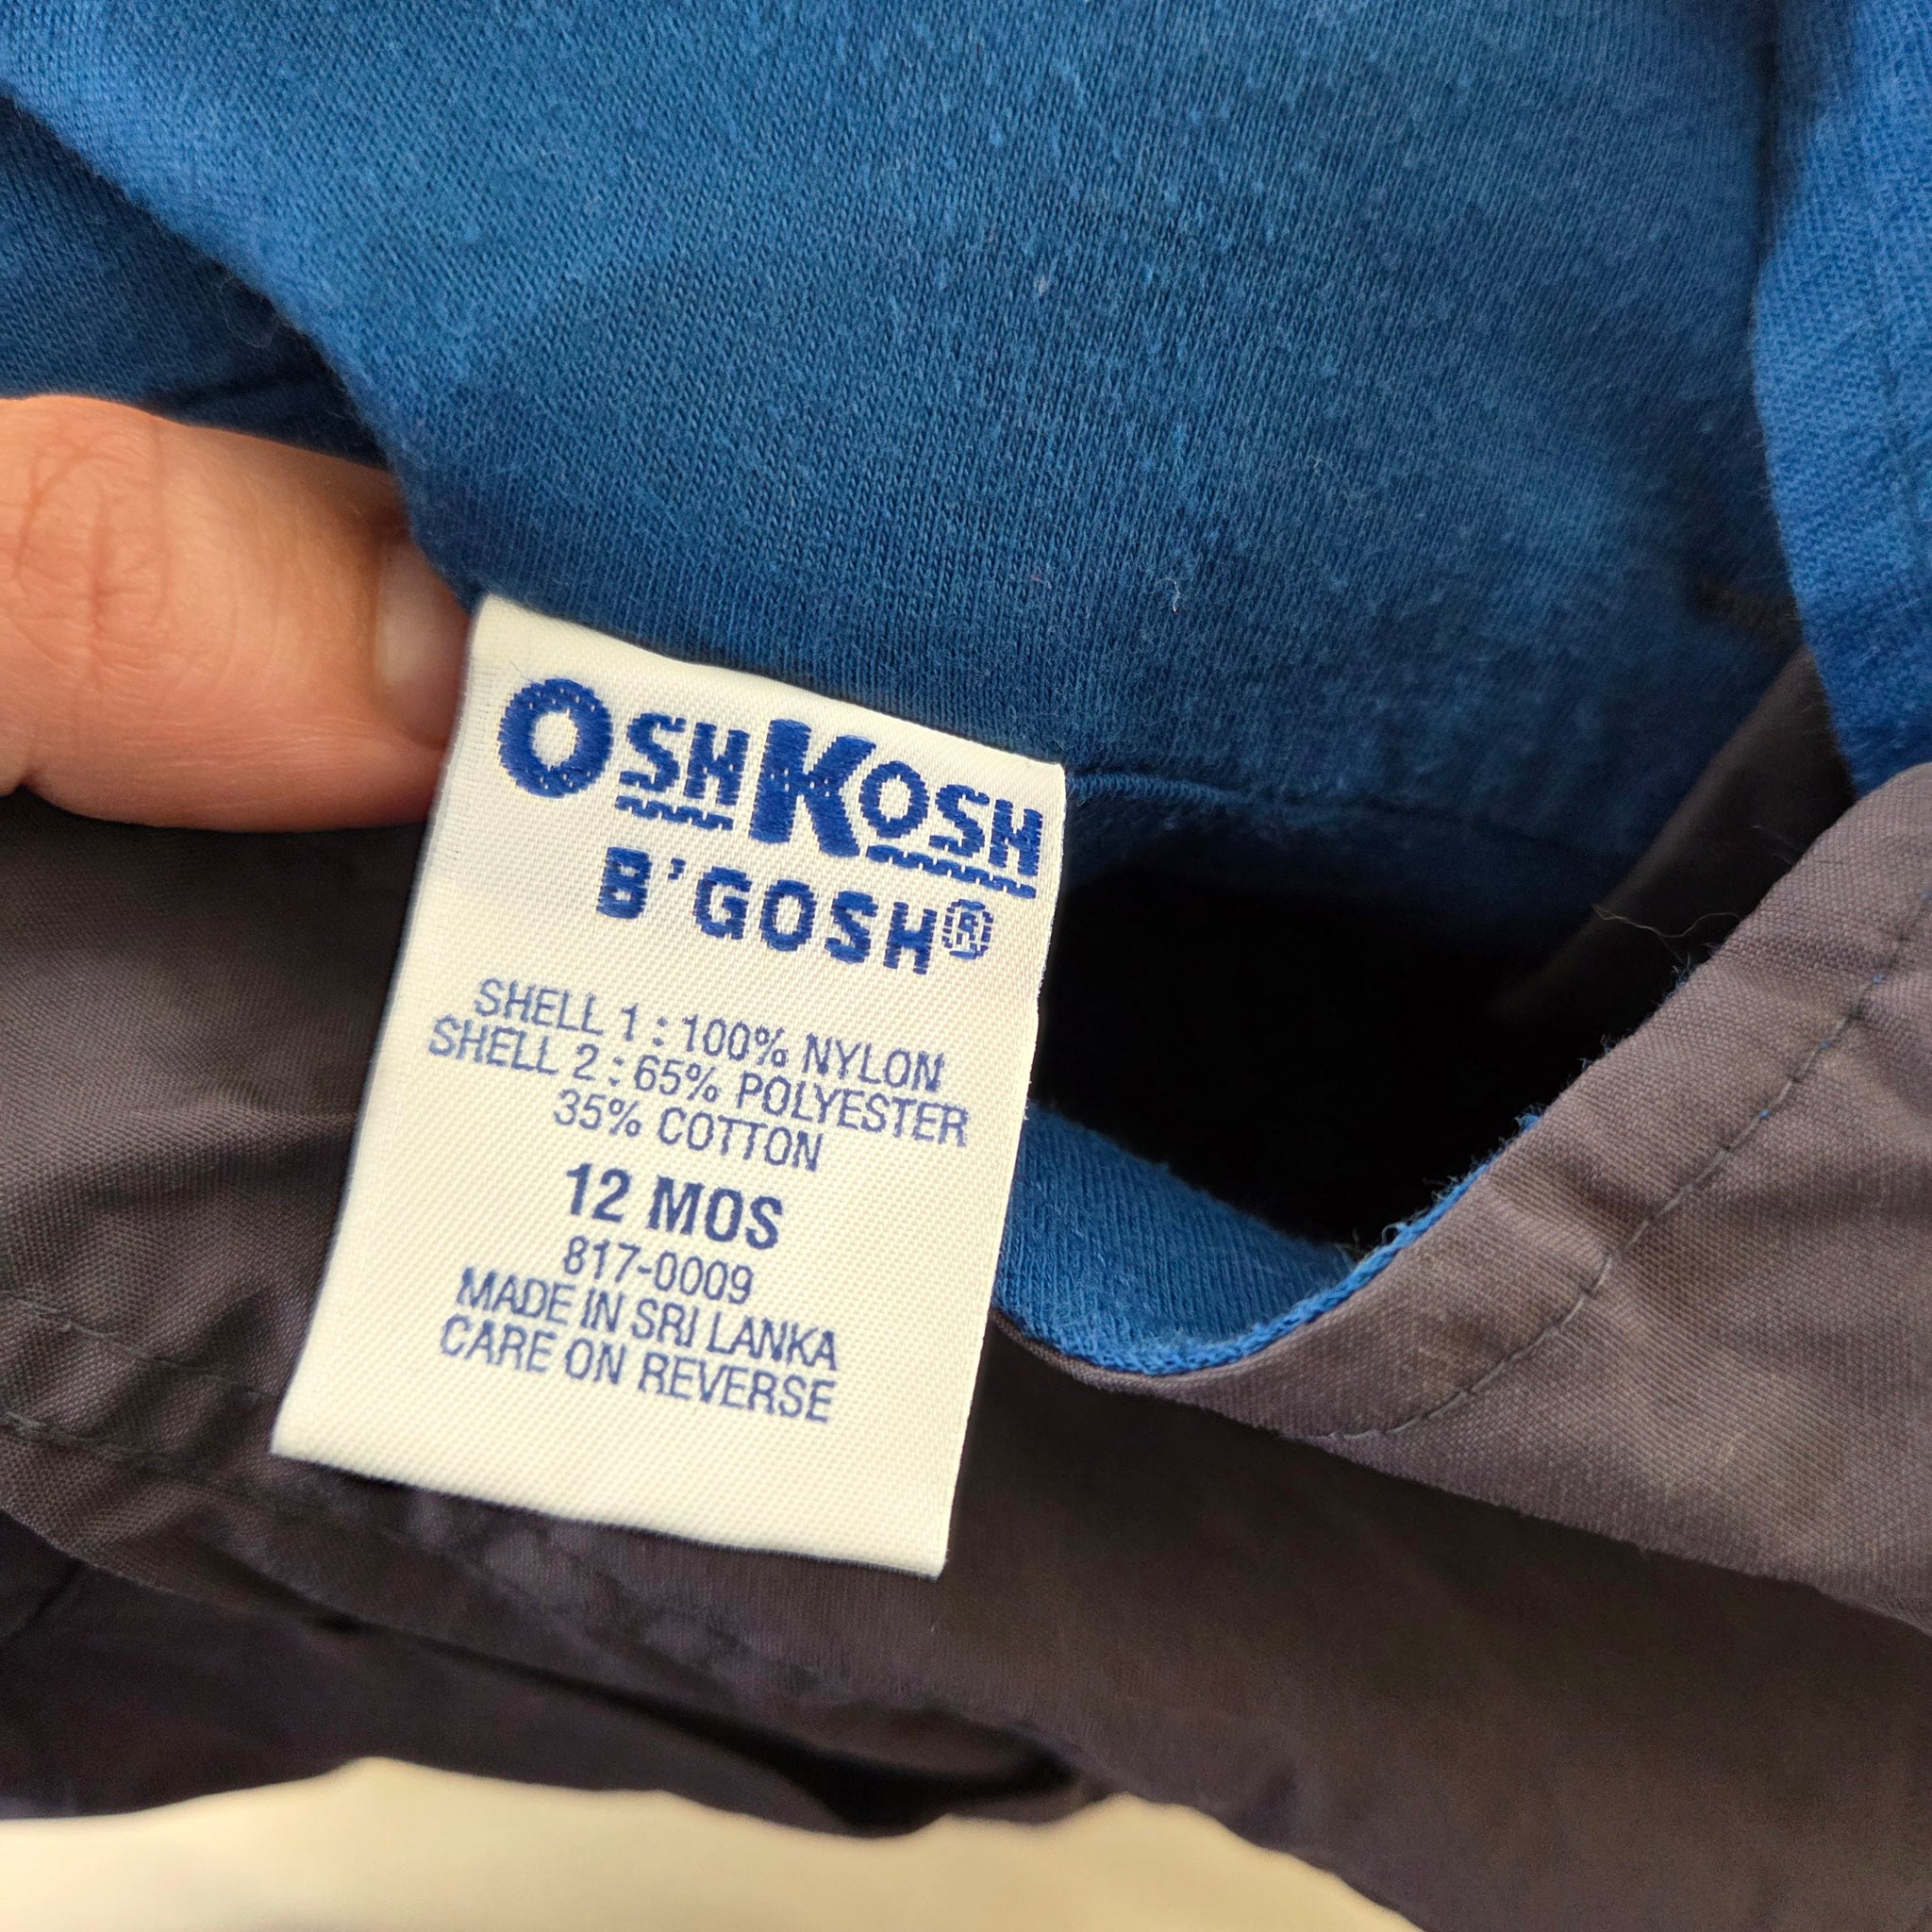 OSHKOSH
B'GOSH®
SHELL 1 : 100% NYLON
SHELL 2 : 65% POLYESTER
35% COTTON
12 MOS
817-0009
MADE IN SRI LANKA
CARE ON REVERSE